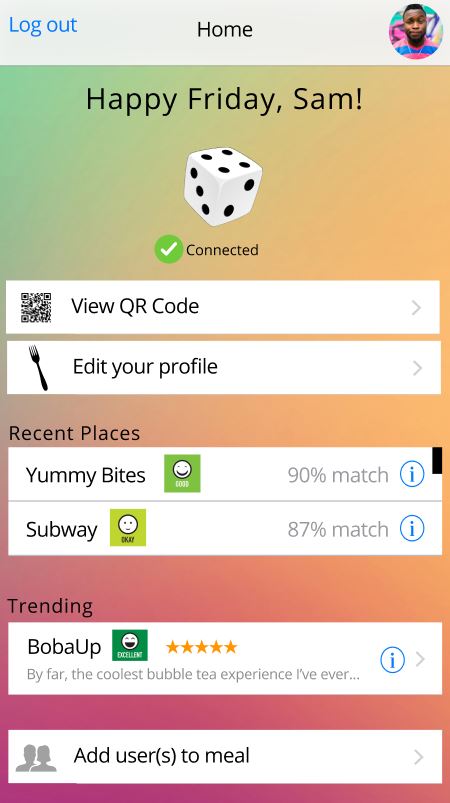 Log out
Home
Happy Friday, Sam!
Connected
View QR Code
Edit your profile
Recent Places
Yummy Bites GOOD 90% match i
Subway OKAY 87% match i
Trending
BobaUp EXCELLENT i
By far, the coolest bubble tea experience I've ever...
Add user(s) to meal